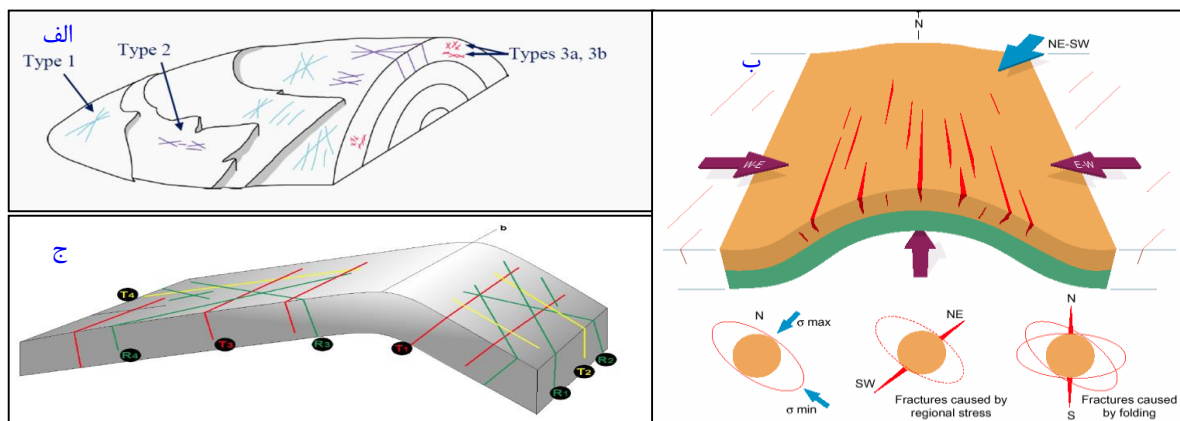 الف
Type 1
Type 2
Types 3a, 3b
ب
N
NE-SW
W-E
E-W
N
σ max
σ min
NE
SW
Fractures caused by
regional stress
N
S
Fractures caused
by folding
ج
b
T4
R4
T3
R3
T1
R1
T2
R2